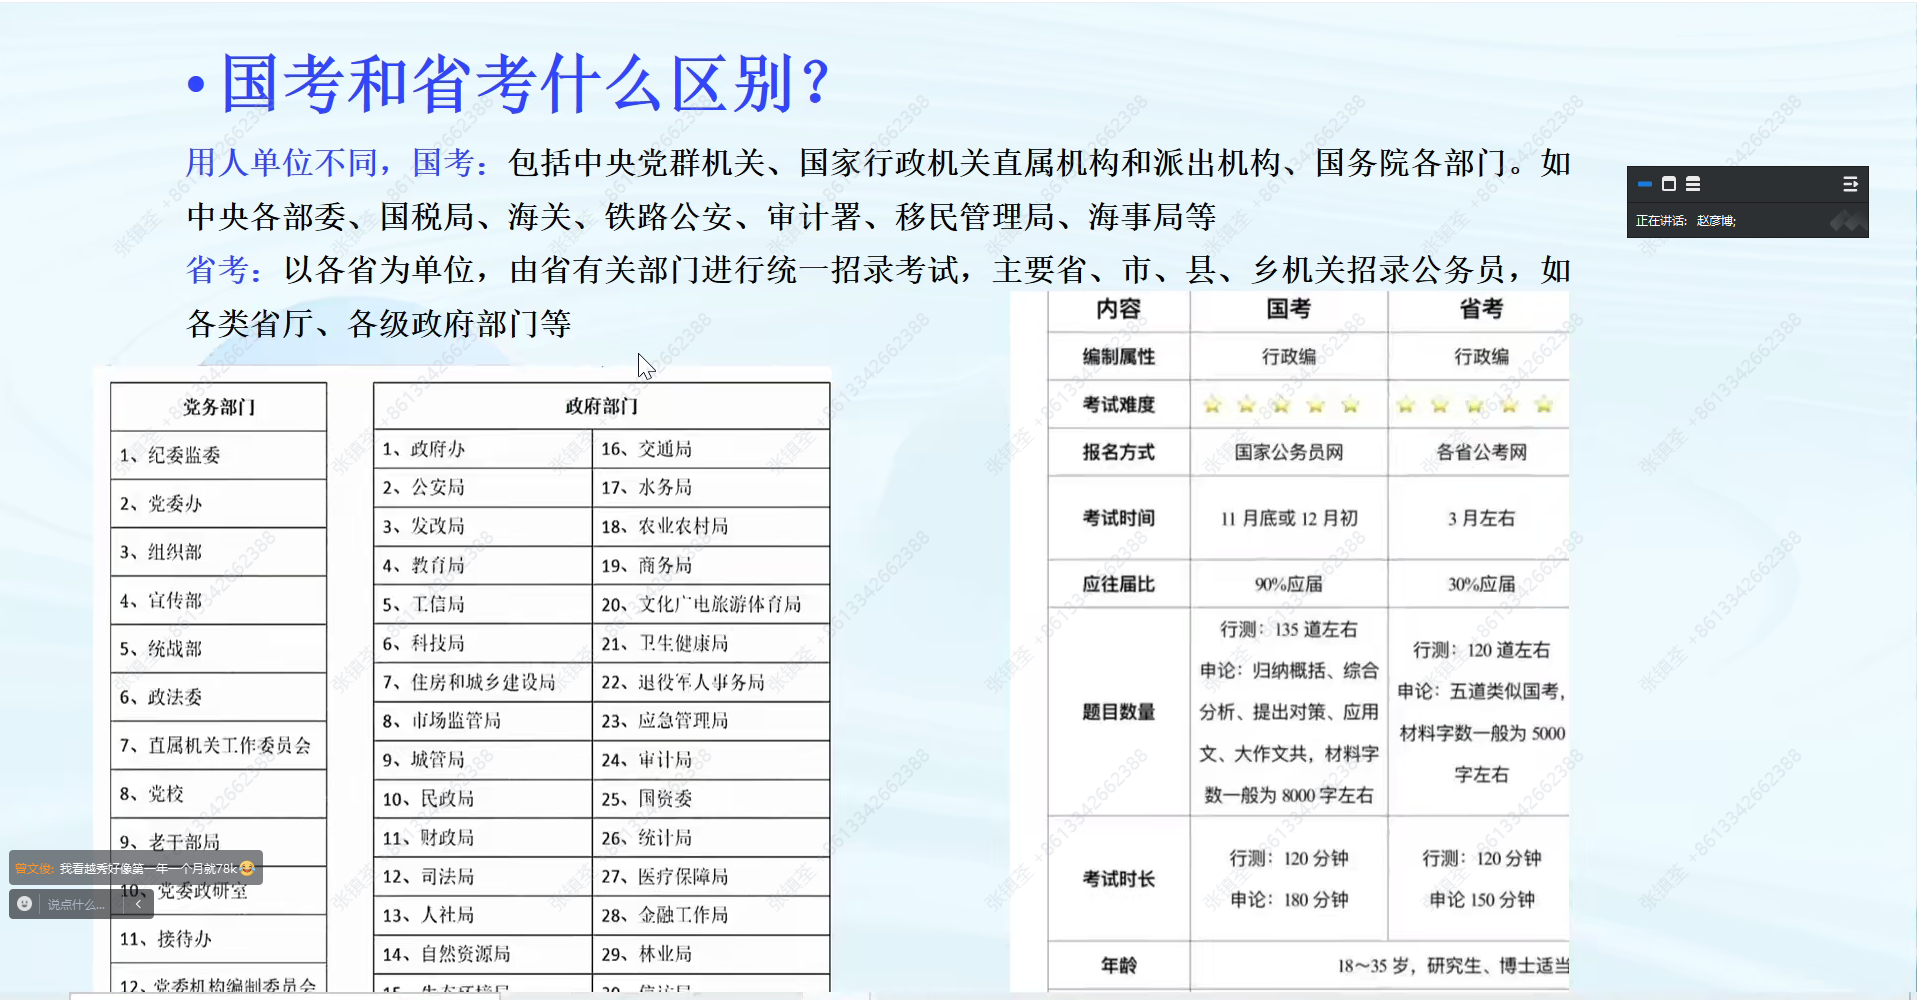 • 国考和省考什么区别？
用人单位不同，国考：包括中央党群机关、国家行政机关直属机构和派出机构、国务院各部门。如
中央各部委、国税局、海关、铁路公安、审计署、移民管理局、海事局等
省考：以各省为单位，由省有关部门进行统一招录考试，主要省、市、县、乡机关招录公务员，如
各类省厅、各级政府部门等
党务部门
1、纪委监委
2、党委办
3、组织部
4、宣传部
5、统战部
6、政法委
7、直属机关工作委员会
8、党校
9、老干部局
10、党委政研室
11、接待办
12、党委机构编制委员会
政府部门
1、政府办 16、交通局
2、公安局 17、水务局
3、发改局 18、农业农村局
4、教育局 19、商务局
5、工信局 20、文化广电旅游体育局
6、科技局 21、卫生健康局
7、住房和城乡建设局 22、退役军人事务局
8、市场监管局 23、应急管理局
9、城管局 24、审计局
10、民政局 25、国资委
11、财政局 26、统计局
12、司法局 27、医疗保障局
13、人社局 28、金融工作局
14、自然资源局 29、林业局
15、生态环境局 30、信访局
内容 国考 省考
编制属性 行政编 行政编
考试难度
报名方式 国家公务员网 各省公考网
考试时间 11 月底或 12 月初 3 月左右
应往届比 90%应届 30%应届
题目数量
行测：135 道左右
申论：归纳概括、综合
分析、提出对策、应用
文、大作文共，材料字
数一般为 8000 字左右
行测：120 道左右
申论：五道类似国考，
材料字数一般为 5000
字左右
考试时长
行测：120 分钟
申论：180 分钟
行测：120 分钟
申论 150 分钟
年龄 18～35 岁，研究生、博士适当
正在讲话: 赵彦博;
曾文俊: 我看越秀好像第一年一个月就78k😂
说点什么...
张镇荃 +8613342662388